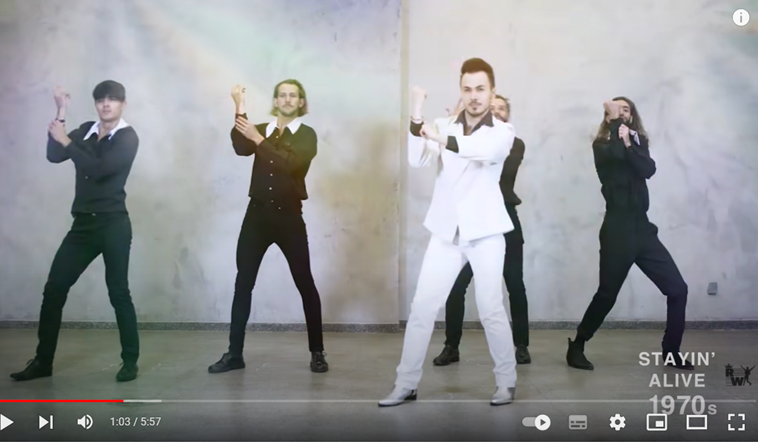 STAYIN'
ALIVE
1970s
1:03 / 5:57